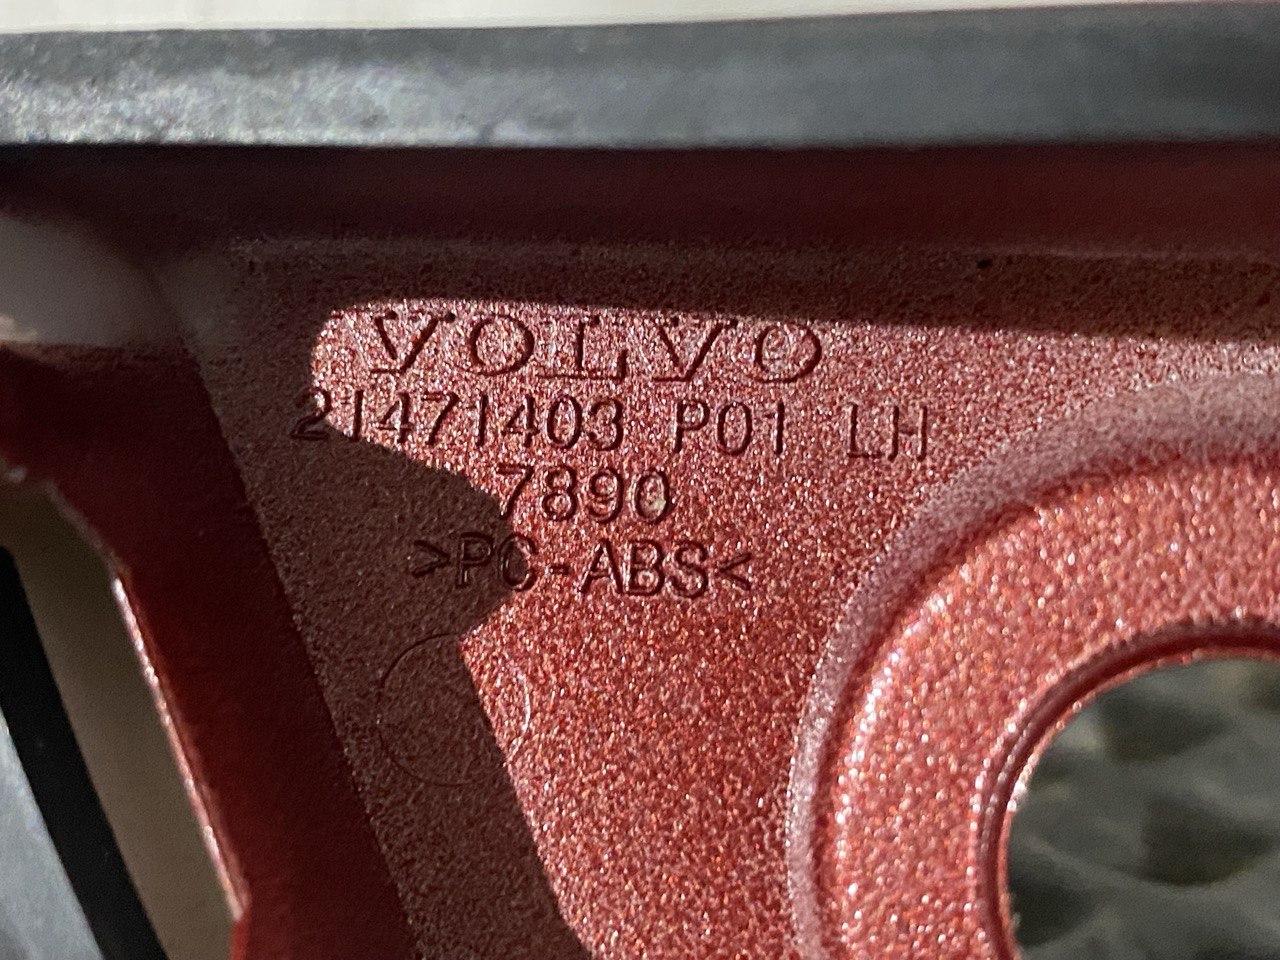 VOLVO
21471403 P01 LH
7890
>PC-ABS<